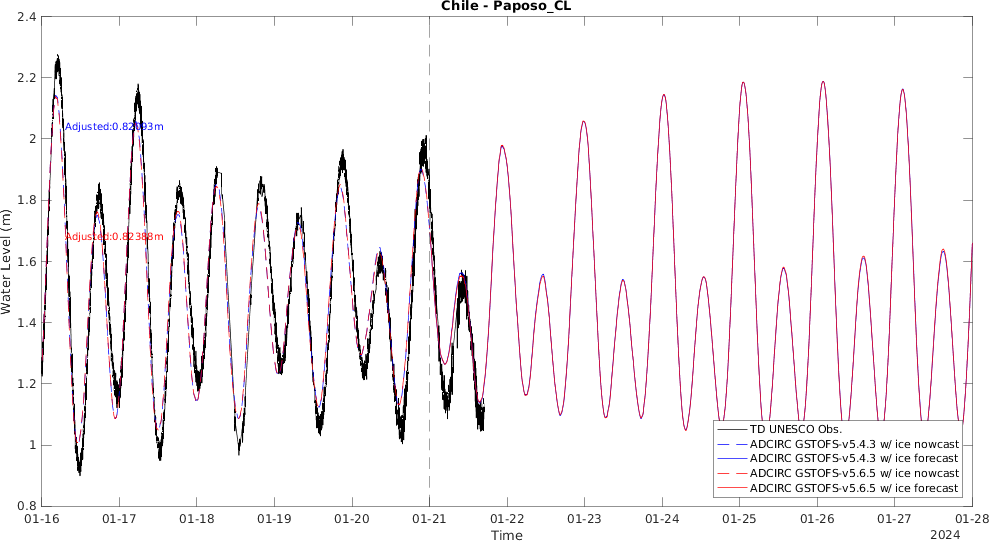 Chile - Paposo_CL
2.4
2.2
2
1.8
1.6
1.4
1.2
1
0.8
Water Level (m)
Adjusted:0.82093m
Adjusted:0.82388m
TD UNESCO Obs.
ADCIRC GSTOFS-v5.4.3 w/ ice nowcast
ADCIRC GSTOFS-v5.4.3 w/ ice forecast
ADCIRC GSTOFS-v5.6.5 w/ ice nowcast
ADCIRC GSTOFS-v5.6.5 w/ ice forecast
01-16 01-17 01-18 01-19 01-20 01-21 01-22 01-23 01-24 01-25 01-26 01-27 01-28
Time
2024